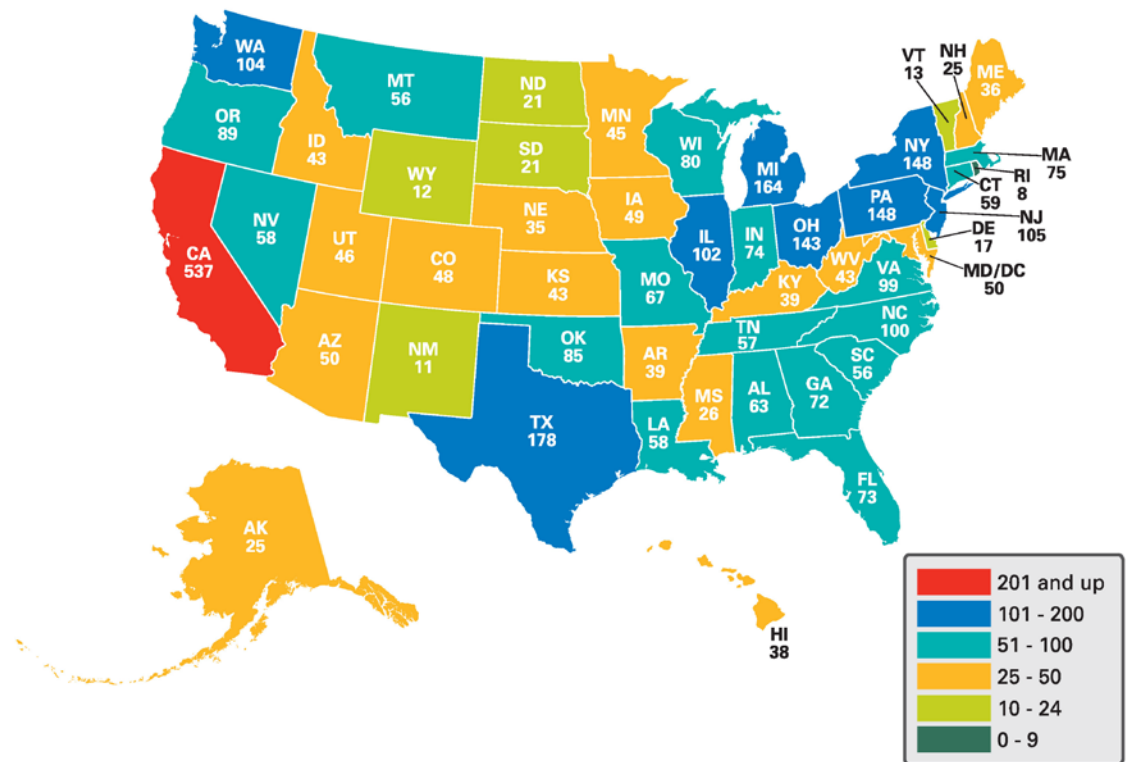 WA
104
OR
89
CA
537
NV
58
ID
43
MT
56
WY
12
UT
46
AZ
50
CO
48
NM
11
ND
21
SD
21
NE
35
KS
43
OK
85
TX
178
MN
45
IA
49
MO
67
AR
39
LA
58
WI
80
IL
102
MI
164
IN
74
OH
143
KY
39
TN
57
MS
26
AL
63
GA
72
FL
73
SC
56
NC
100
VA
99
WV
43
PA
148
NY
148
VT
13
NH
25
ME
36
MA
75
RI
8
CT
59
NJ
105
DE
17
MD/DC
50
AK
25
HI
38
201 and up
101 - 200
51 - 100
25 - 50
10 - 24
0 - 9